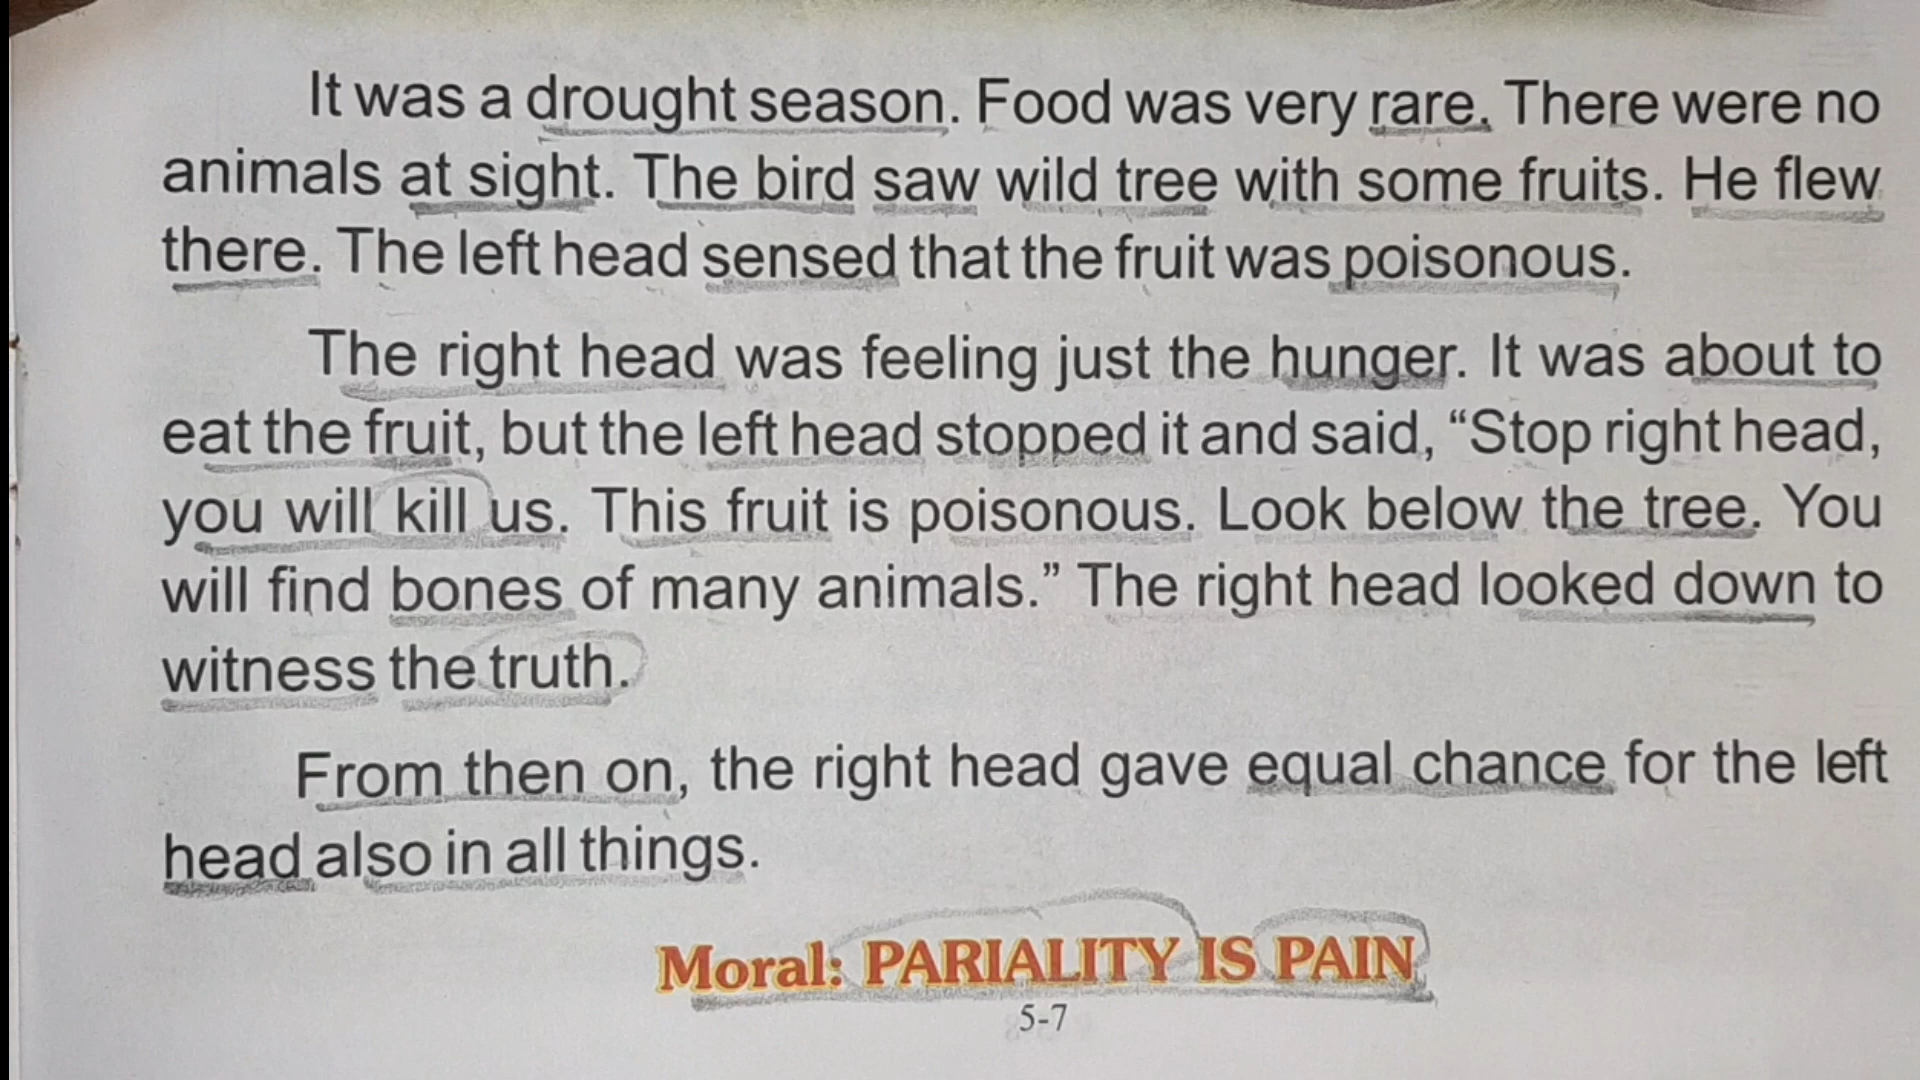 It was a drought season. Food was very rare. There were no
animals at sight. The bird saw wild tree with some fruits. He flew
there. The left head sensed that the fruit was poisonous.
The right head was feeling just the hunger. It was about to
eat the fruit, but the left head stopped it and said, “Stop right head,
you will kill us. This fruit is poisonous. Look below the tree. You
will find bones of many animals.” The right head looked down to
witness the truth.
From then on, the right head gave equal chance for the left
head also in all things.
Moral: PARIALITY IS PAIN
5-7